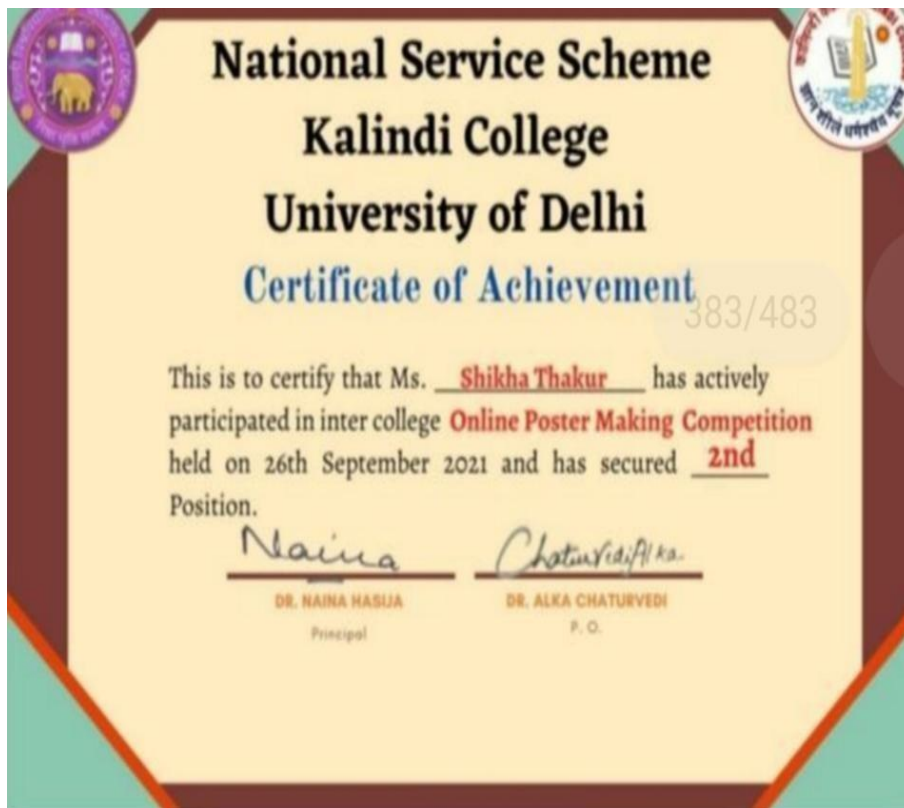 National Service Scheme
Kalindi College
University of Delhi
Certificate of Achievement
383/483
This is to certify that Ms. Shikha Thakur has actively
participated in inter college Online Poster Making Competition
held on 26th September 2021 and has secured 2nd
Position.
Naina
ChaturvediAlka
DR. NAINA HASIJA
DR. ALKA CHATURVEDI
Principal
P. O.